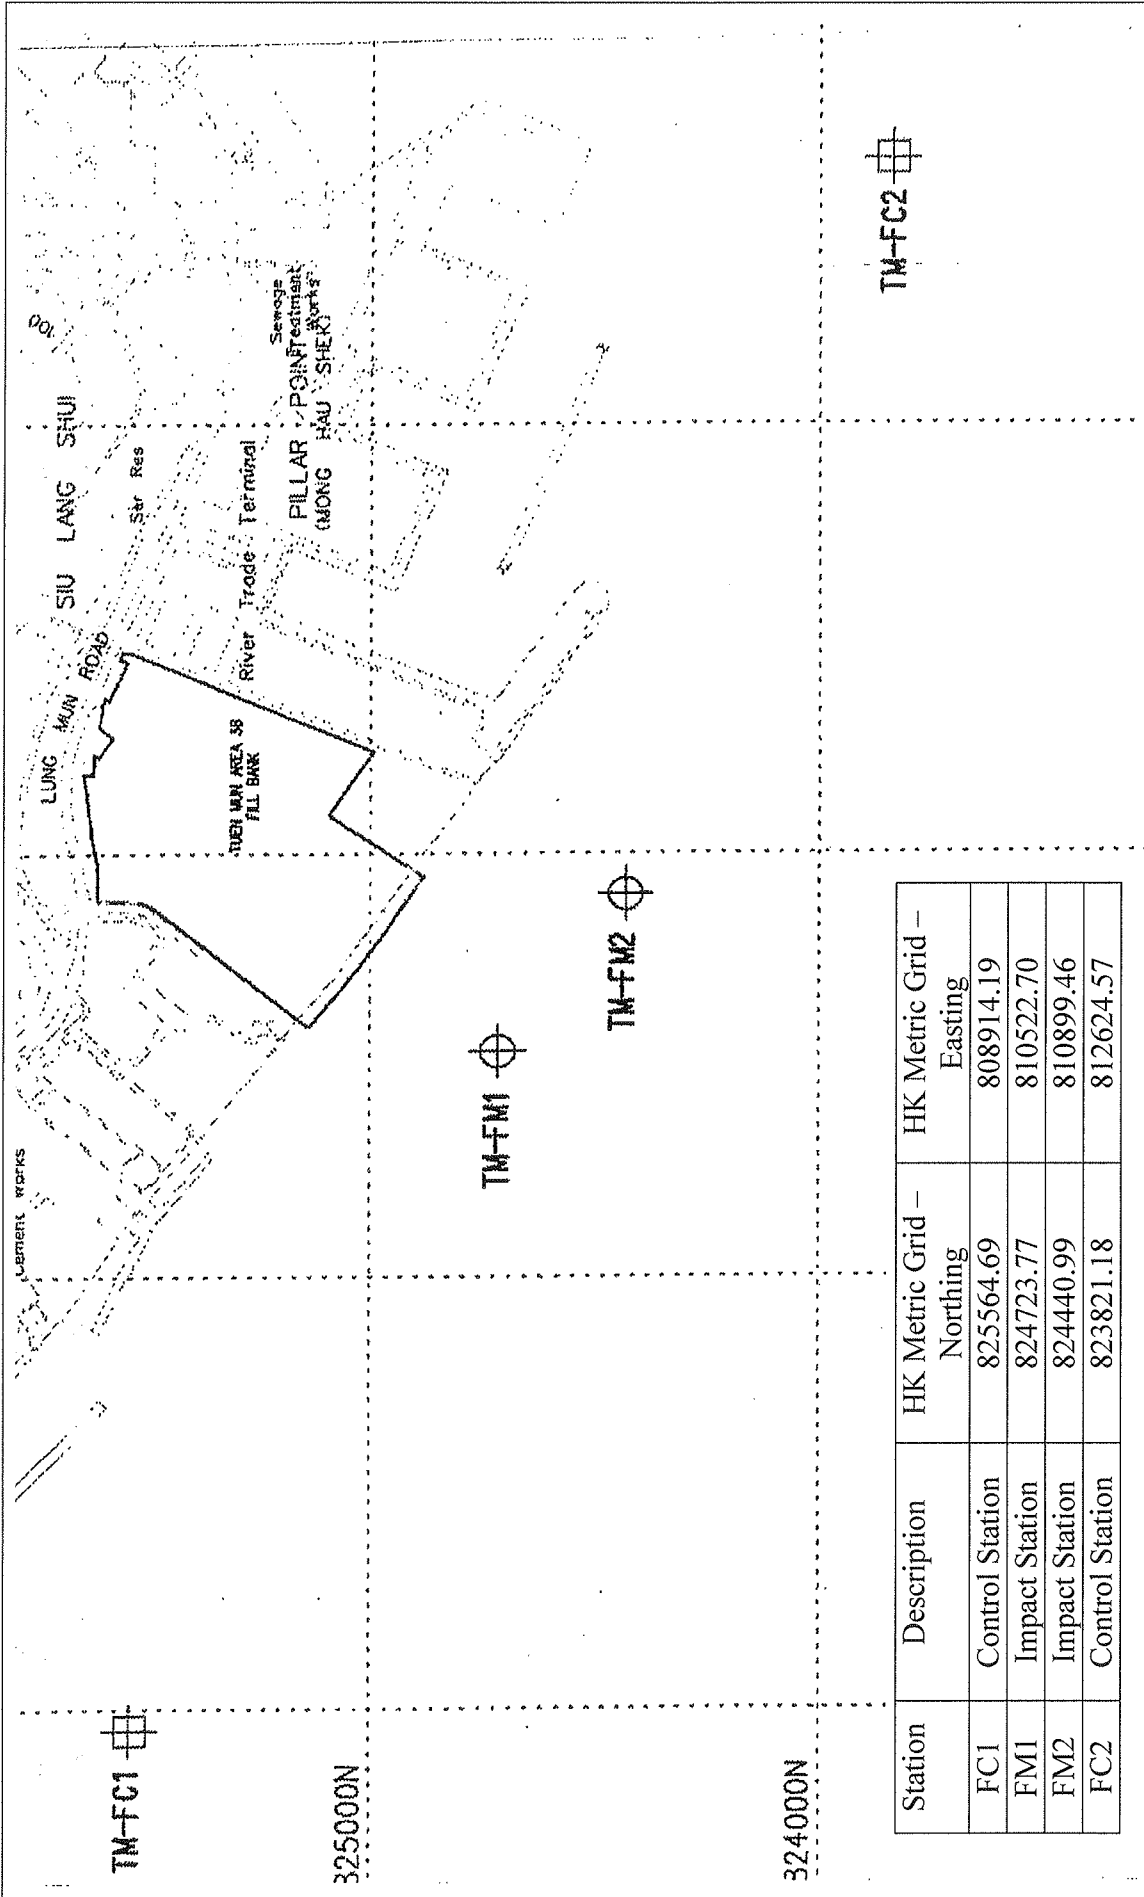 Cement works
LUNG MUN ROAD
SIU LANG SHUI
100
Ser Res
TUEN MUN AREA 38
FILL BANK
River Trade Terminal
PILLAR POINT
(MONG HAU SHEK)
Sewage
Treatment
Works
TM-FC1
TM-FM1
TM-FM2
TM-FC2
325000N
324000N
Station Description HK Metric Grid – Northing HK Metric Grid – Easting
FC1 Control Station 825564.69 808914.19
FM1 Impact Station 824723.77 810522.70
FM2 Impact Station 824440.99 810899.46
FC2 Control Station 823821.18 812624.57